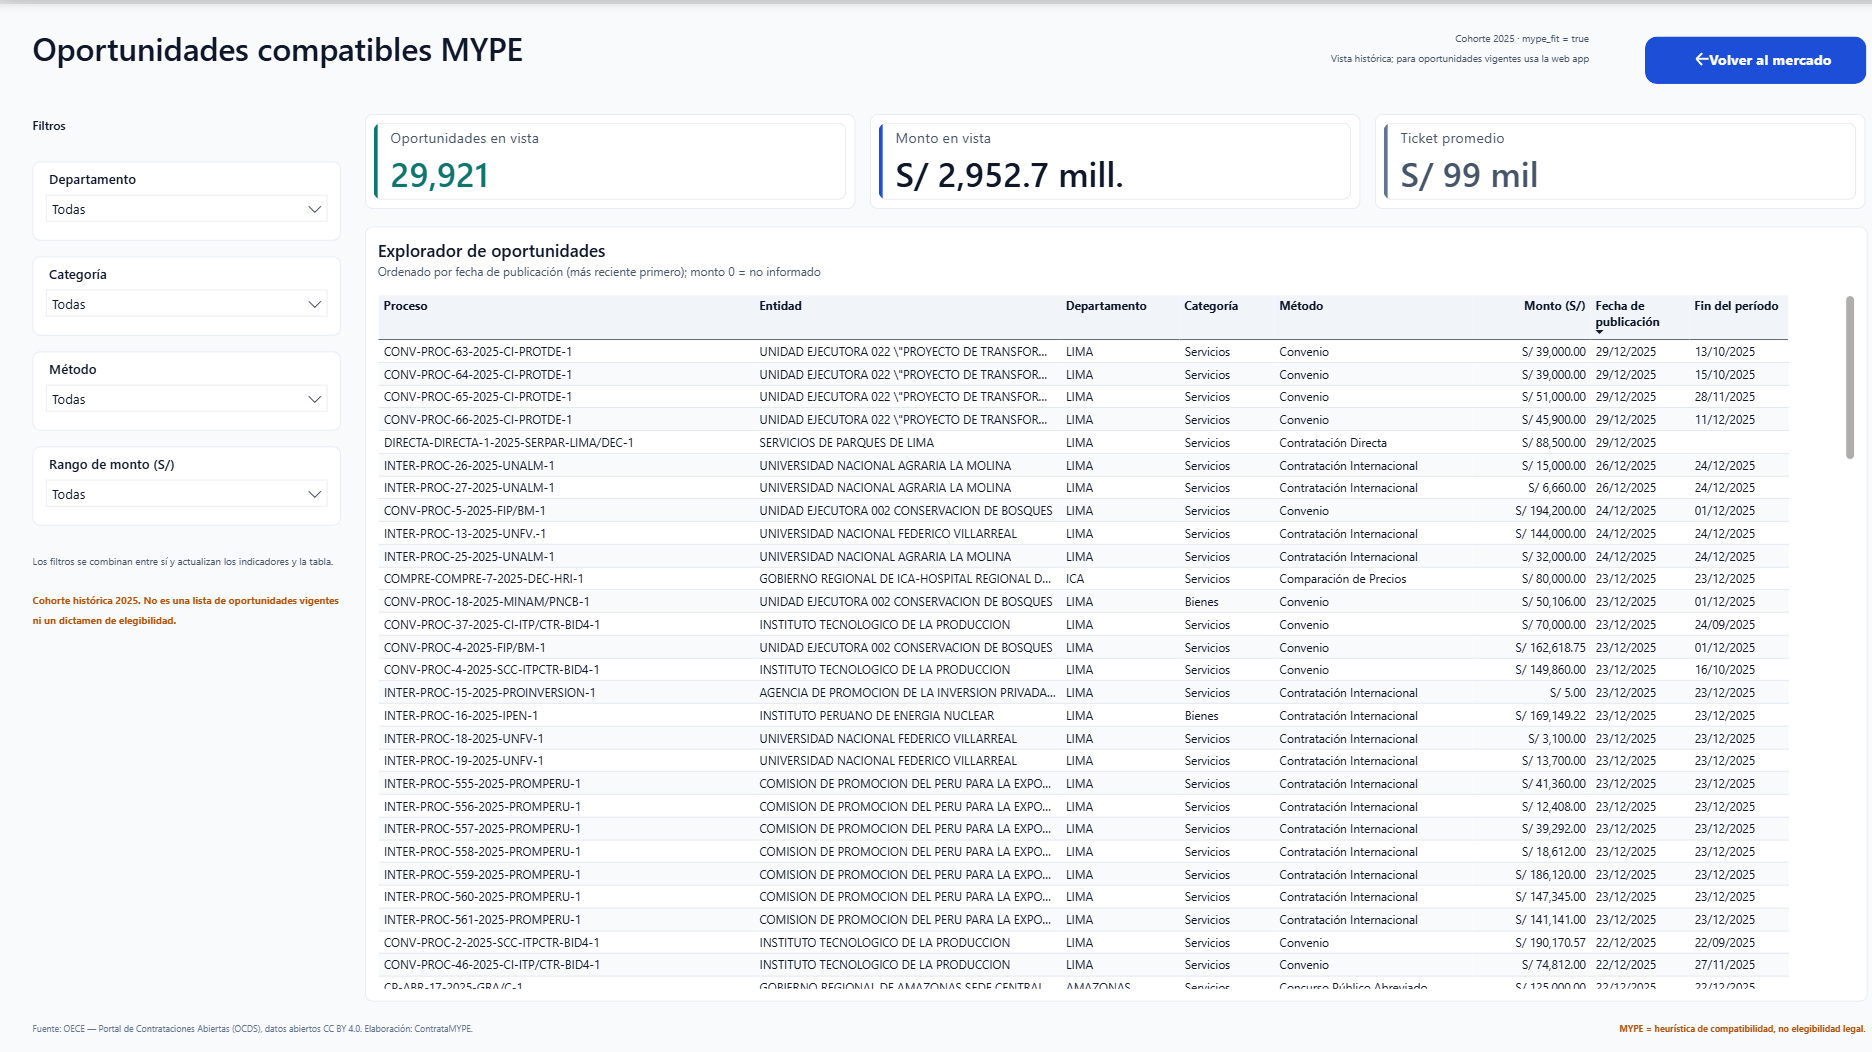 Oportunidades compatibles MYPE
Cohorte 2025 · mype_fit = true
Vista histórica; para oportunidades vigentes usa la web app
←Volver al mercado
Filtros
Departamento
Todas
Categoría
Todas
Método
Todas
Rango de monto (S/)
Todas
Los filtros se combinan entre sí y actualizan los indicadores y la tabla.
Cohorte histórica 2025. No es una lista de oportunidades vigentes
ni un dictamen de elegibilidad.
Oportunidades en vista
29,921
Monto en vista
S/ 2,952.7 mill.
Ticket promedio
S/ 99 mil
Explorador de oportunidades
Ordenado por fecha de publicación (más reciente primero); monto 0 = no informado
Proceso Entidad Departamento Categoría Método Monto (S/) Fecha de publicación Fin del período
CONV-PROC-63-2025-CI-PROTDE-1 UNIDAD EJECUTORA 022 \"PROYECTO DE TRANSFOR... LIMA Servicios Convenio S/ 39,000.00 29/12/2025 13/10/2025
CONV-PROC-64-2025-CI-PROTDE-1 UNIDAD EJECUTORA 022 \"PROYECTO DE TRANSFOR... LIMA Servicios Convenio S/ 39,000.00 29/12/2025 15/10/2025
CONV-PROC-65-2025-CI-PROTDE-1 UNIDAD EJECUTORA 022 \"PROYECTO DE TRANSFOR... LIMA Servicios Convenio S/ 51,000.00 29/12/2025 28/11/2025
CONV-PROC-66-2025-CI-PROTDE-1 UNIDAD EJECUTORA 022 \"PROYECTO DE TRANSFOR... LIMA Servicios Convenio S/ 45,900.00 29/12/2025 11/12/2025
DIRECTA-DIRECTA-1-2025-SERPAR-LIMA/DEC-1 SERVICIOS DE PARQUES DE LIMA LIMA Servicios Contratación Directa S/ 88,500.00 29/12/2025
INTER-PROC-26-2025-UNALM-1 UNIVERSIDAD NACIONAL AGRARIA LA MOLINA LIMA Servicios Contratación Internacional S/ 15,000.00 26/12/2025 24/12/2025
INTER-PROC-27-2025-UNALM-1 UNIVERSIDAD NACIONAL AGRARIA LA MOLINA LIMA Servicios Contratación Internacional S/ 6,660.00 26/12/2025 24/12/2025
CONV-PROC-5-2025-FIP/BM-1 UNIDAD EJECUTORA 002 CONSERVACION DE BOSQUES LIMA Servicios Convenio S/ 194,200.00 24/12/2025 01/12/2025
INTER-PROC-13-2025-UNFV.-1 UNIVERSIDAD NACIONAL FEDERICO VILLARREAL LIMA Servicios Contratación Internacional S/ 144,000.00 24/12/2025 24/12/2025
INTER-PROC-25-2025-UNALM-1 UNIVERSIDAD NACIONAL AGRARIA LA MOLINA LIMA Servicios Contratación Internacional S/ 32,000.00 24/12/2025 24/12/2025
COMPRE-COMPRE-7-2025-DEC-HRI-1 GOBIERNO REGIONAL DE ICA-HOSPITAL REGIONAL D... ICA Servicios Comparación de Precios S/ 80,000.00 23/12/2025 23/12/2025
CONV-PROC-18-2025-MINAM/PNCB-1 UNIDAD EJECUTORA 002 CONSERVACION DE BOSQUES LIMA Bienes Convenio S/ 50,106.00 23/12/2025 01/12/2025
CONV-PROC-37-2025-CI-ITP/CTR-BID4-1 INSTITUTO TECNOLOGICO DE LA PRODUCCION LIMA Servicios Convenio S/ 70,000.00 23/12/2025 24/09/2025
CONV-PROC-4-2025-FIP/BM-1 UNIDAD EJECUTORA 002 CONSERVACION DE BOSQUES LIMA Servicios Convenio S/ 162,618.75 23/12/2025 01/12/2025
CONV-PROC-4-2025-SCC-ITPCTR-BID4-1 INSTITUTO TECNOLOGICO DE LA PRODUCCION LIMA Servicios Convenio S/ 149,860.00 23/12/2025 16/10/2025
INTER-PROC-15-2025-PROINVERSION-1 AGENCIA DE PROMOCION DE LA INVERSION PRIVADA... LIMA Servicios Contratación Internacional S/ 5.00 23/12/2025 23/12/2025
INTER-PROC-16-2025-IPEN-1 INSTITUTO PERUANO DE ENERGIA NUCLEAR LIMA Bienes Contratación Internacional S/ 169,149.22 23/12/2025 23/12/2025
INTER-PROC-18-2025-UNFV-1 UNIVERSIDAD NACIONAL FEDERICO VILLARREAL LIMA Servicios Contratación Internacional S/ 3,100.00 23/12/2025 23/12/2025
INTER-PROC-19-2025-UNFV-1 UNIVERSIDAD NACIONAL FEDERICO VILLARREAL LIMA Servicios Contratación Internacional S/ 13,700.00 23/12/2025 23/12/2025
INTER-PROC-555-2025-PROMPERU-1 COMISION DE PROMOCION DEL PERU PARA LA EXPO... LIMA Servicios Contratación Internacional S/ 41,360.00 23/12/2025 23/12/2025
INTER-PROC-556-2025-PROMPERU-1 COMISION DE PROMOCION DEL PERU PARA LA EXPO... LIMA Servicios Contratación Internacional S/ 12,408.00 23/12/2025 23/12/2025
INTER-PROC-557-2025-PROMPERU-1 COMISION DE PROMOCION DEL PERU PARA LA EXPO... LIMA Servicios Contratación Internacional S/ 39,292.00 23/12/2025 23/12/2025
INTER-PROC-558-2025-PROMPERU-1 COMISION DE PROMOCION DEL PERU PARA LA EXPO... LIMA Servicios Contratación Internacional S/ 18,612.00 23/12/2025 23/12/2025
INTER-PROC-559-2025-PROMPERU-1 COMISION DE PROMOCION DEL PERU PARA LA EXPO... LIMA Servicios Contratación Internacional S/ 186,120.00 23/12/2025 23/12/2025
INTER-PROC-560-2025-PROMPERU-1 COMISION DE PROMOCION DEL PERU PARA LA EXPO... LIMA Servicios Contratación Internacional S/ 147,345.00 23/12/2025 23/12/2025
INTER-PROC-561-2025-PROMPERU-1 COMISION DE PROMOCION DEL PERU PARA LA EXPO... LIMA Servicios Contratación Internacional S/ 141,141.00 23/12/2025 23/12/2025
CONV-PROC-2-2025-SCC-ITPCTR-BID4-1 INSTITUTO TECNOLOGICO DE LA PRODUCCION LIMA Servicios Convenio S/ 190,170.57 22/12/2025 22/09/2025
CONV-PROC-46-2025-CI-ITP/CTR-BID4-1 INSTITUTO TECNOLOGICO DE LA PRODUCCION LIMA Servicios Convenio S/ 74,812.00 22/12/2025 27/11/2025
CP-ABR-17-2025-GRA/C-1 GOBIERNO REGIONAL DE AMAZONAS SEDE CENTRAL AMAZONAS Servicios Concurso Público Abreviado S/ 125,000.00 22/12/2025 22/12/2025
Fuente: OECE — Portal de Contrataciones Abiertas (OCDS), datos abiertos CC BY 4.0. Elaboración: ContrataMYPE.
MYPE = heurística de compatibilidad, no elegibilidad legal.